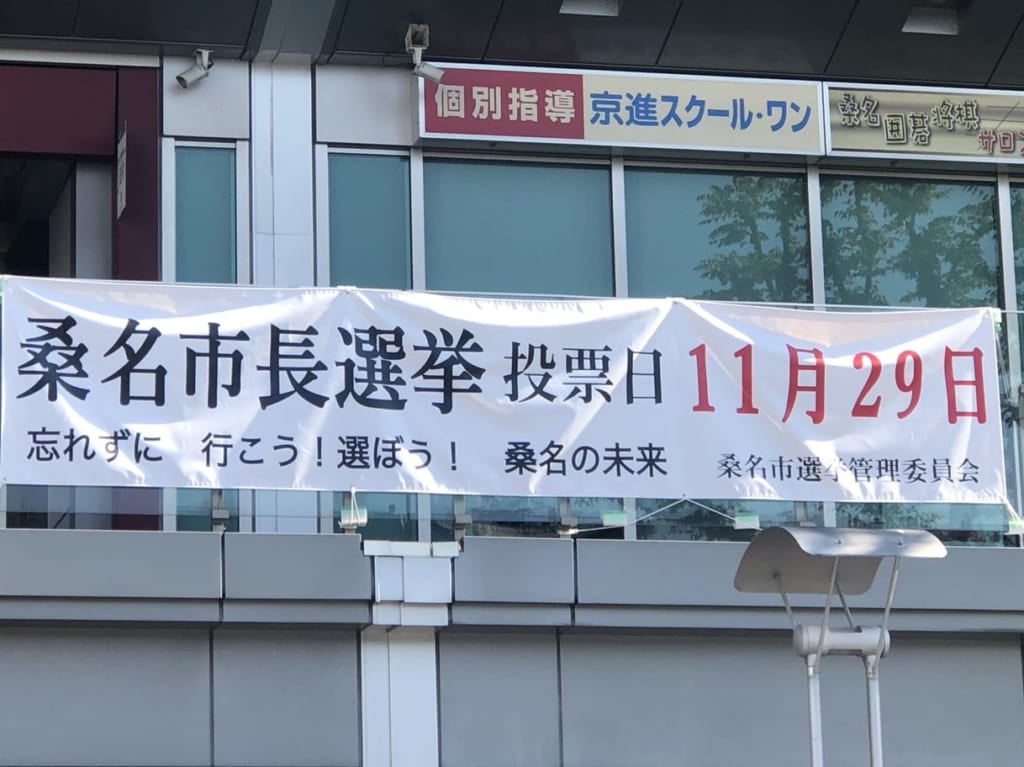 個別指導 京進スクール・ワン
桑名囲碁将棋サロン
桑名市長選挙 投票日 11月29日
忘れずに 行こう!選ぼう! 桑名の未来 桑名市選挙管理委員会